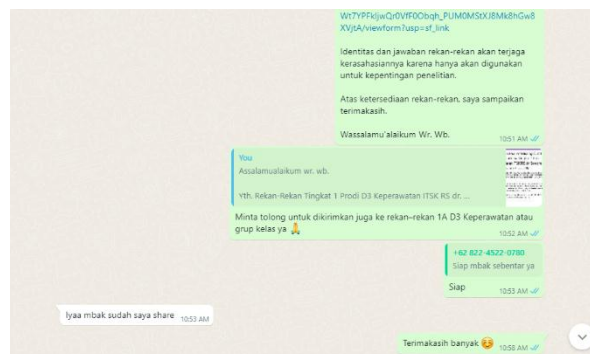 Wt7YPFkljwQr0VfF0Obqh_PUM0MStXJ8Mk8hGw8
XVjtA/viewform?usp=sf_link
Identitas dan jawaban rekan-rekan akan terjaga
kerasahasiannya karena hanya akan digunakan
untuk kepentingan penelitian.
Atas ketersediaan rekan-rekan, saya sampaikan
terimakasih.
Wassalamu'alaikum Wr. Wb.
10:51 AM
You
Assalamualaikum wr. wb.
Yth. Rekan-Rekan Tingkat 1 Prodi D3 Keperawatan ITSK RS dr. ...
Minta tolong untuk dikirimkan juga ke rekan-rekan 1A D3 Keperawatan atau
grup kelas ya 🙏
10:52 AM
+62 822-4522-0780
Siap mbak sebentar ya
Siap
10:53 AM
Iyaa mbak sudah saya share
10:53 AM
Terimakasih banyak ☺️
10:58 AM